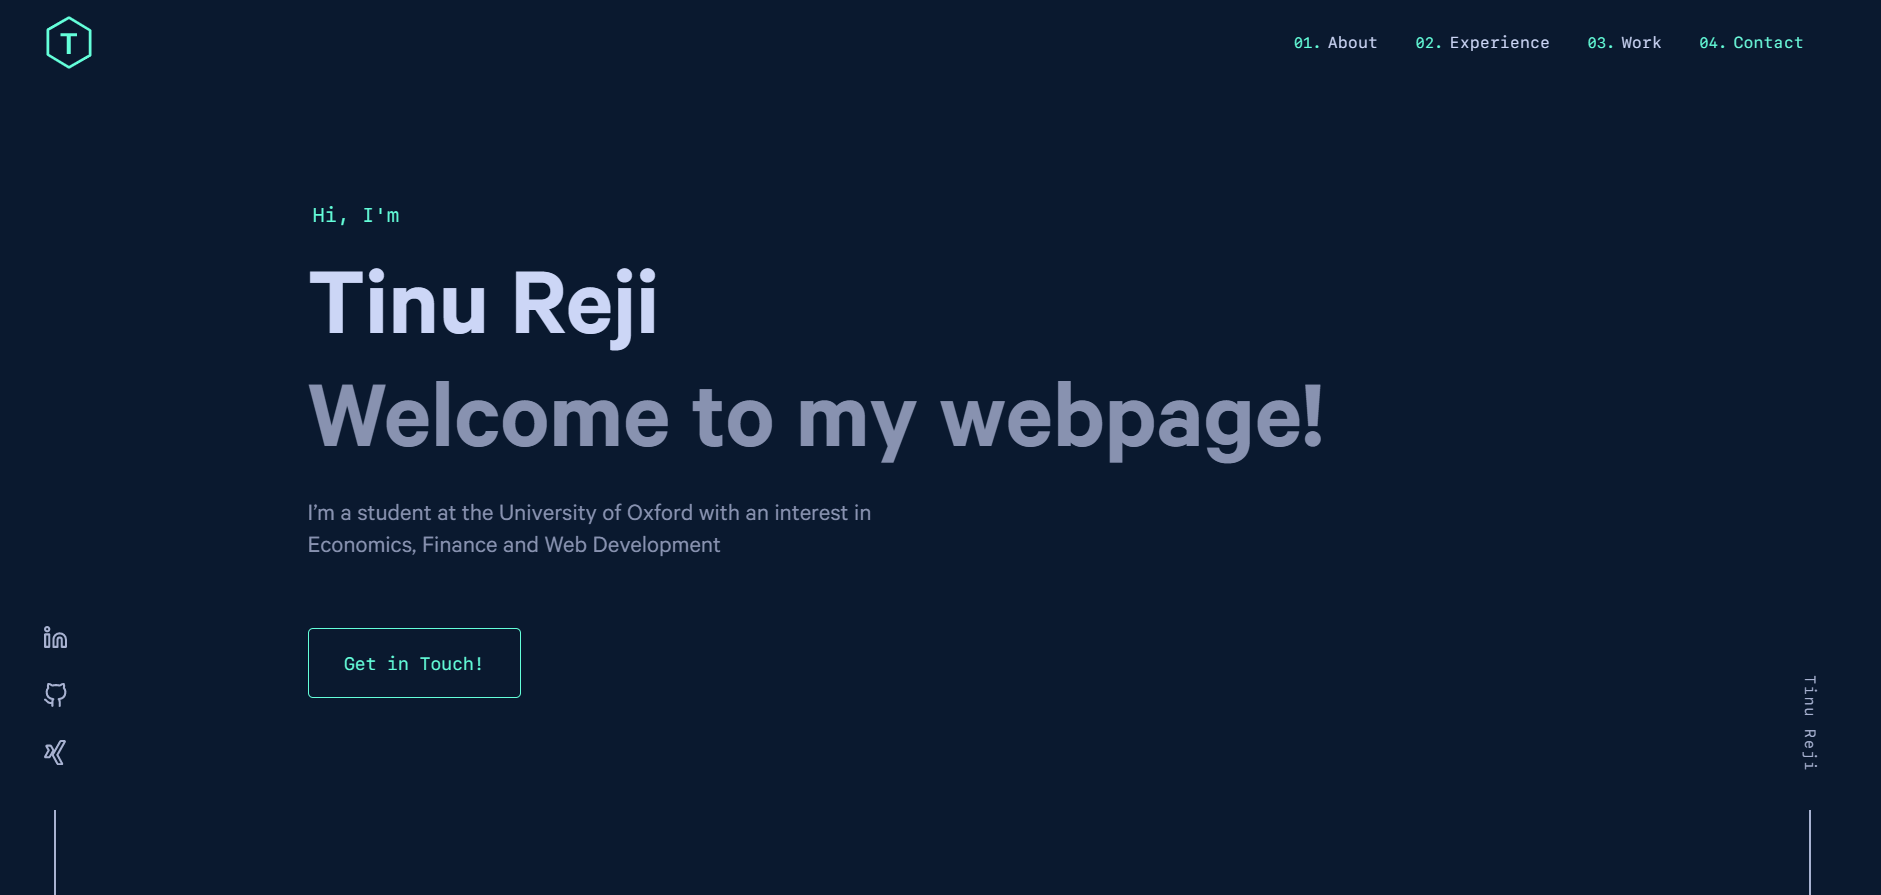 T
01. About 02. Experience 03. Work 04. Contact
Hi, I'm
Tinu Reji
Welcome to my webpage!
I’m a student at the University of Oxford with an interest in
Economics, Finance and Web Development
Get in Touch!
Tinu Reji